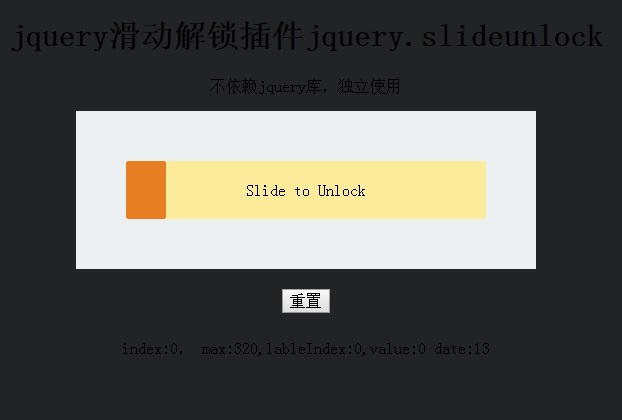 jquery滑动解锁插件jquery.slideunlock
不依赖jquery库，独立使用
Slide to Unlock
重置
index:0， max:320,lableIndex:0,value:0 date:13